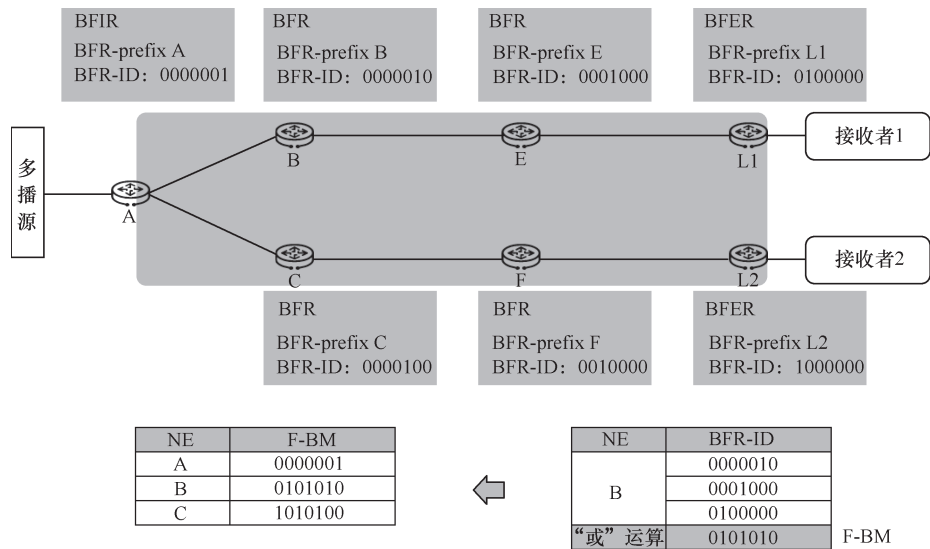 BFIR
BFR-prefix A
BFR-ID：0000001
BFR
BFR-prefix B
BFR-ID：0000010
BFR
BFR-prefix E
BFR-ID：0001000
BFER
BFR-prefix L1
BFR-ID：0100000
多播源
A
B
E
L1
接收者1
C
F
L2
接收者2
BFR
BFR-prefix C
BFR-ID：0000100
BFR
BFR-prefix F
BFR-ID：0010000
BFER
BFR-prefix L2
BFR-ID：1000000
NE F-BM
A 0000001
B 0101010
C 1010100
NE BFR-ID
0000010
B 0001000
0100000
“或”运算 0101010 F-BM